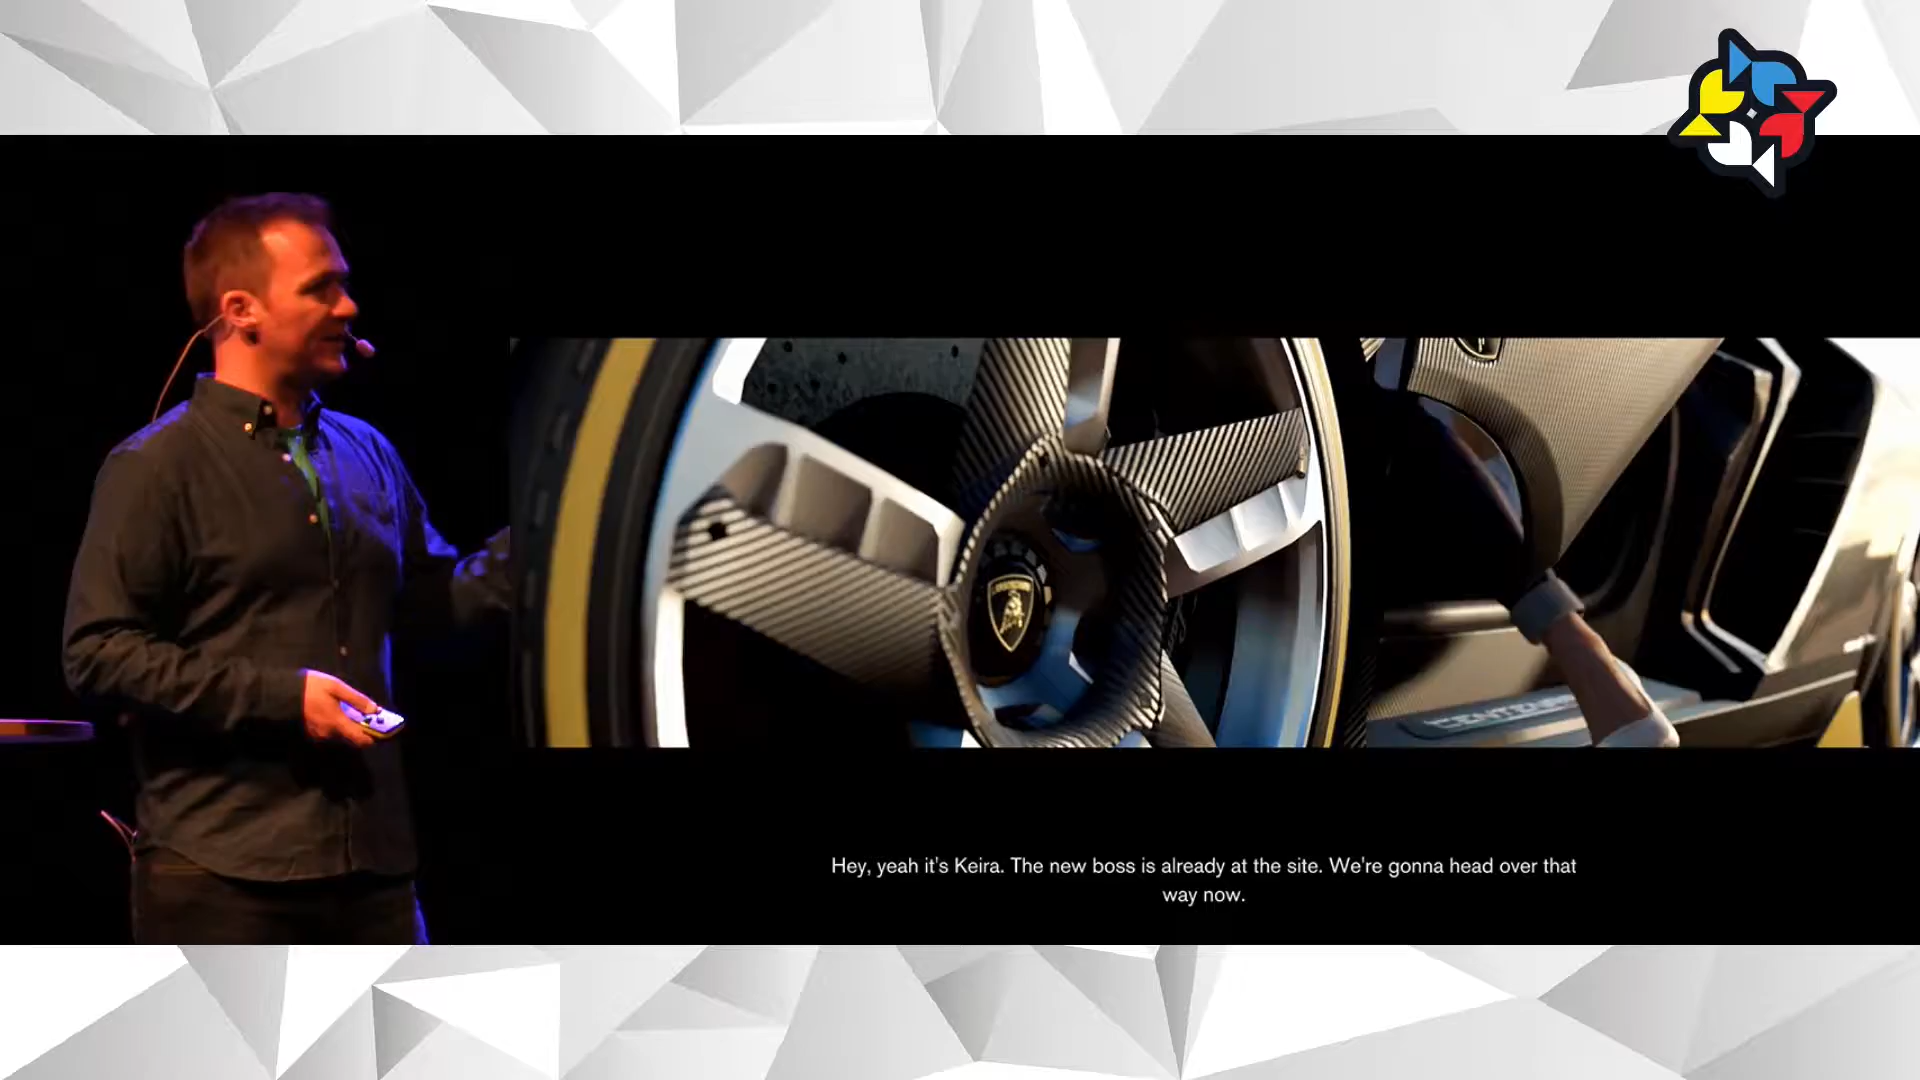 CENTEN
Hey, yeah it's Keira. The new boss is already at the site. We're gonna head over that
way now.